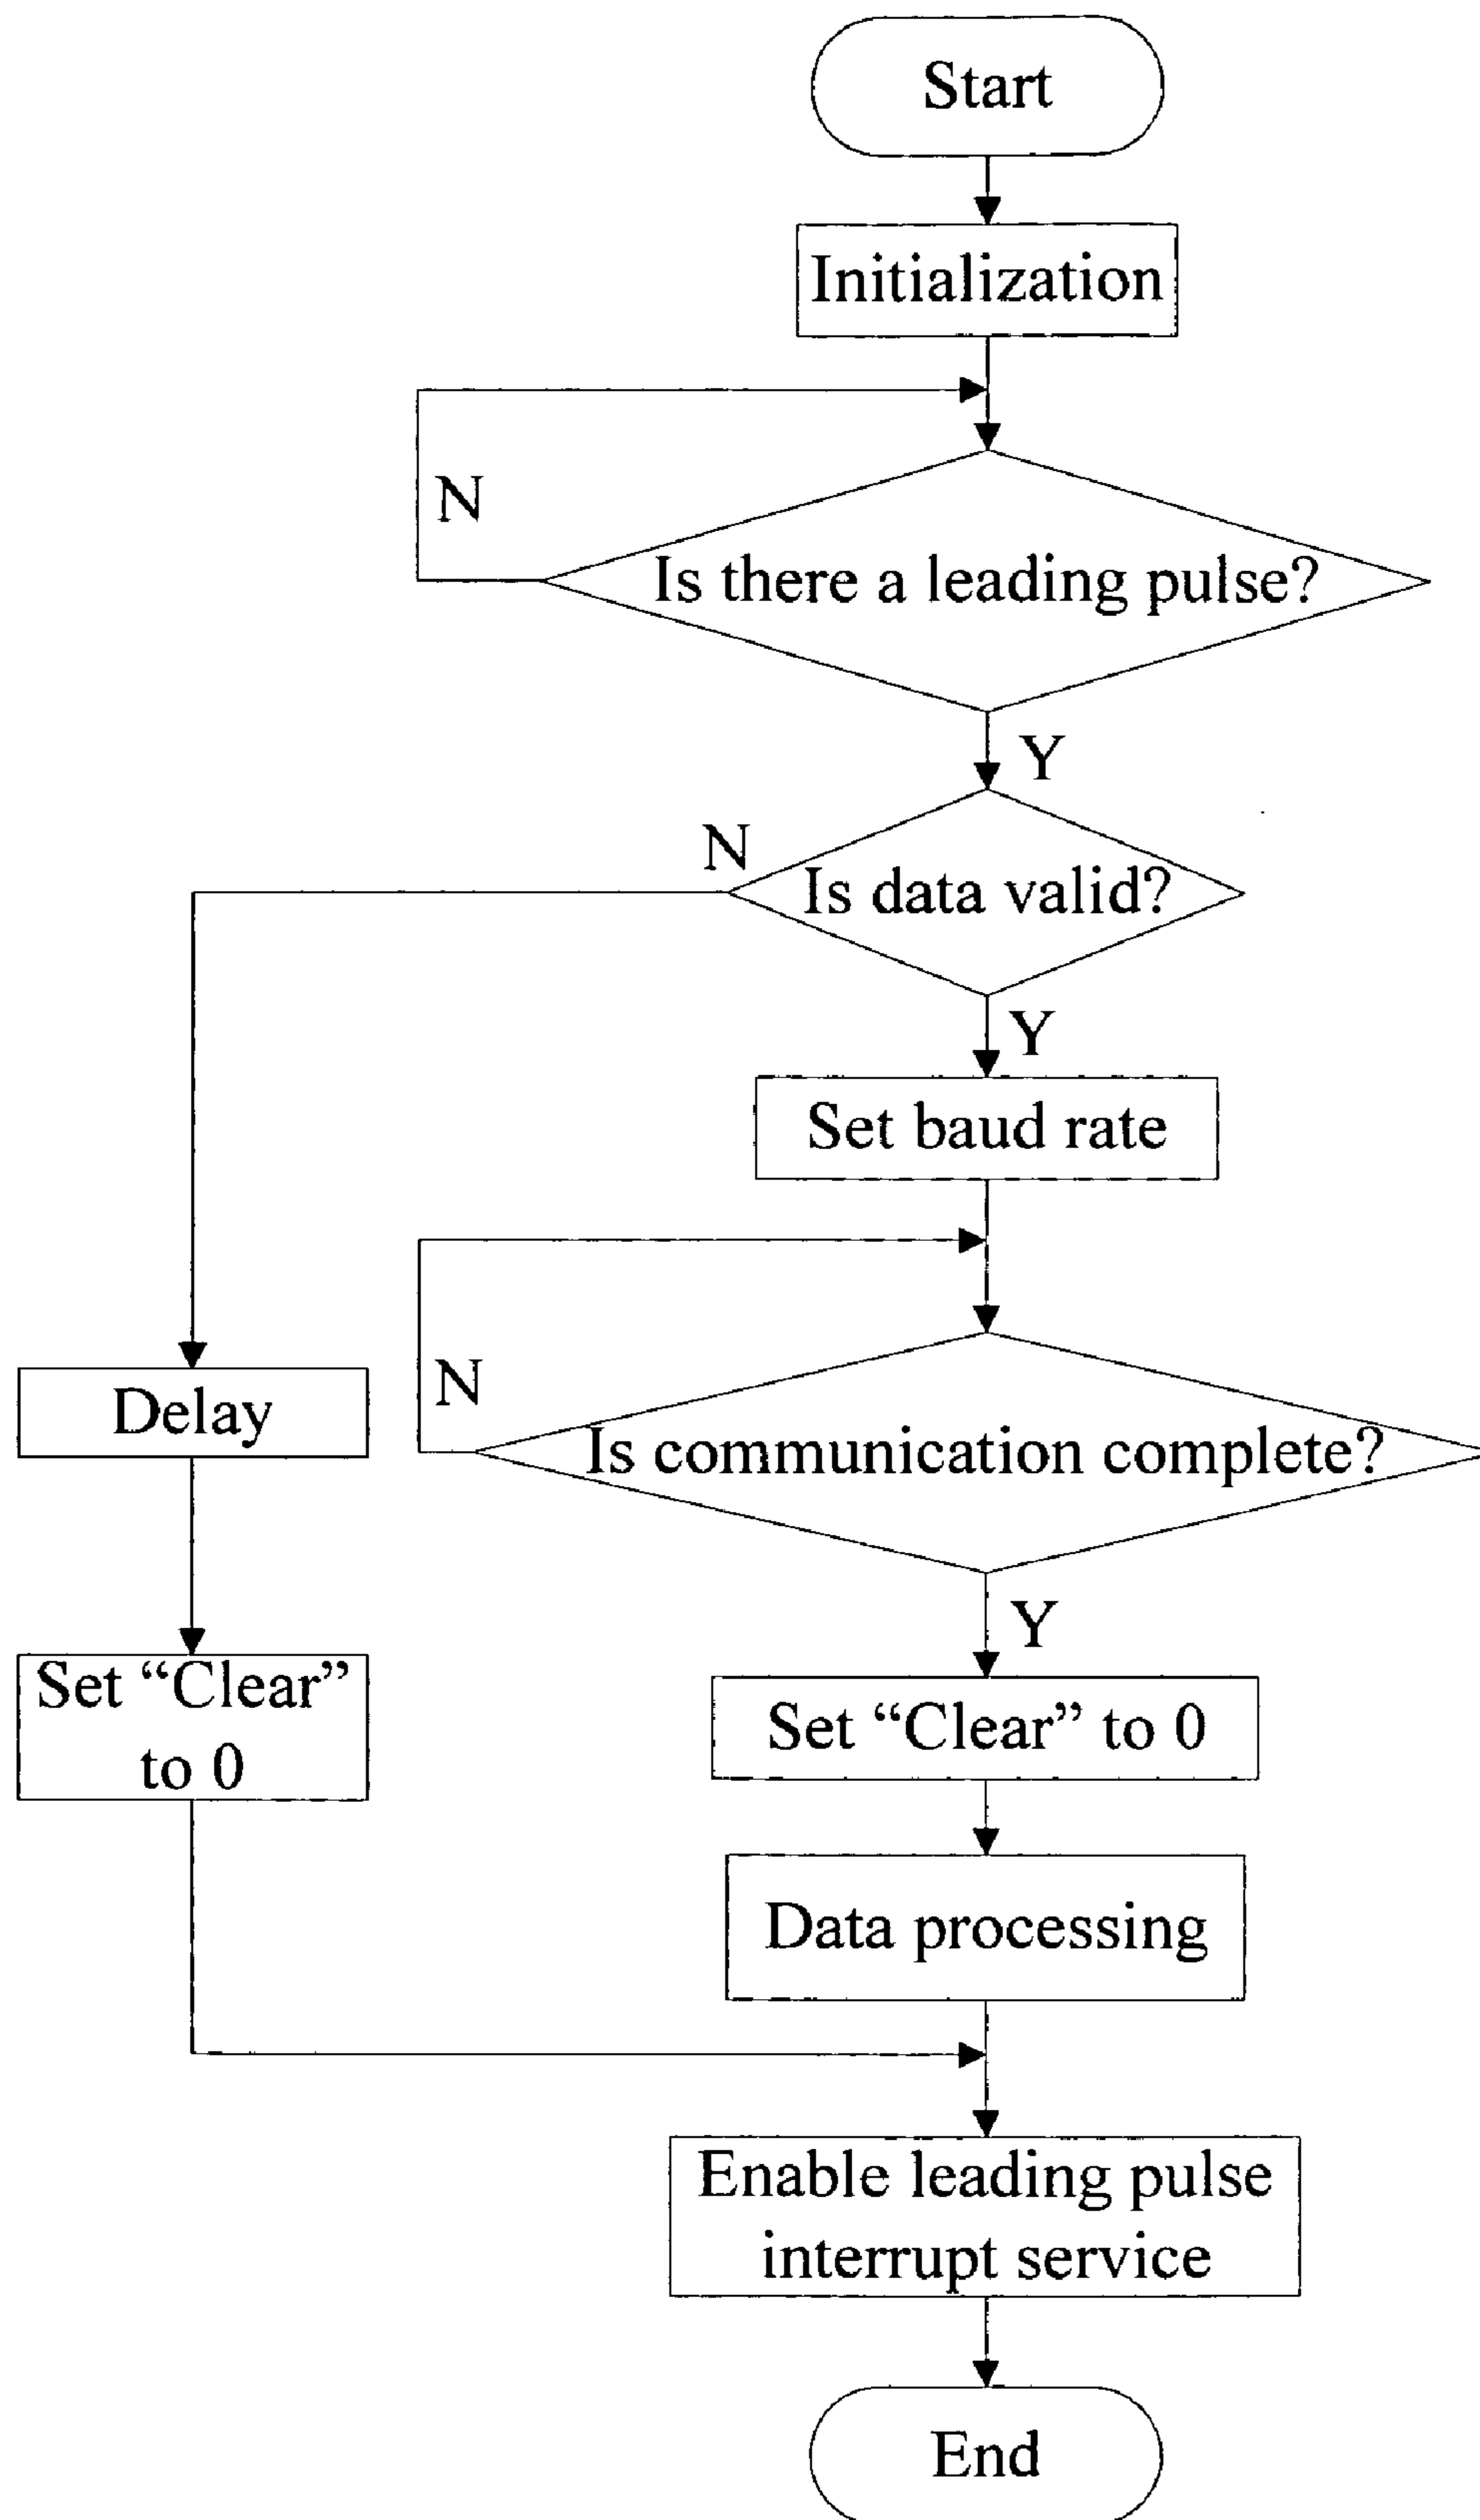 Start
Initialization
N
Is there a leading pulse?
Y
N
Is data valid?
Y
Set baud rate
N
Delay
Is communication complete?
Y
Set “Clear”
to 0
Set “Clear” to 0
Data processing
Enable leading pulse
interrupt service
End